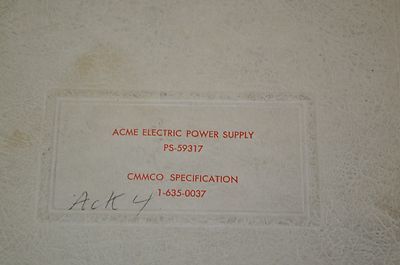 ACME ELECTRIC POWER SUPPLY
PS-59317
CMMCO SPECIFICATION
1-635-0037
Ack 4